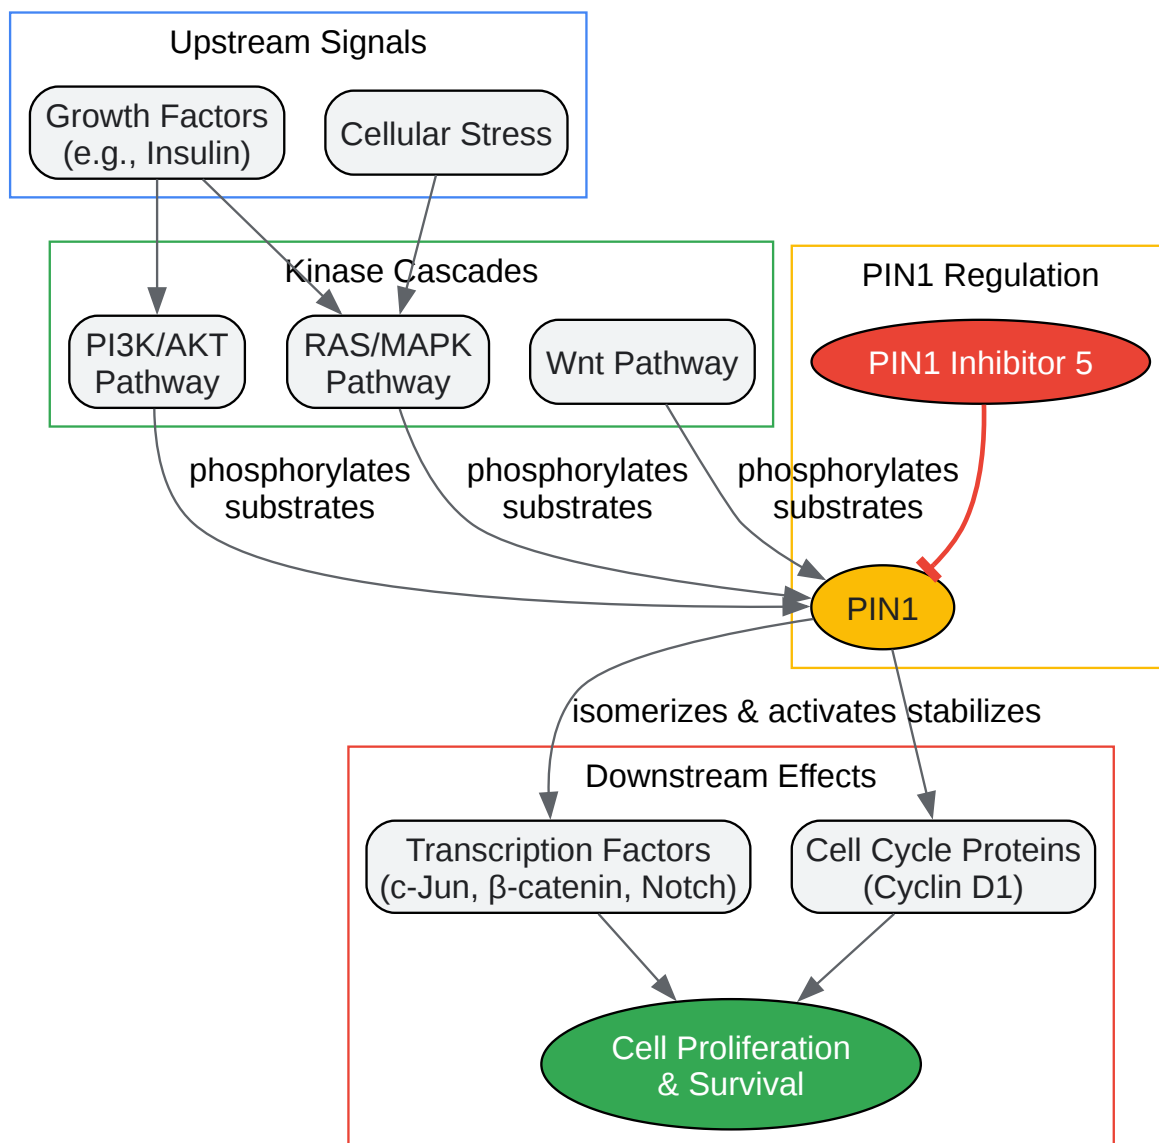 Upstream Signals
Growth Factors
(e.g., Insulin)
Cellular Stress
Kinase Cascades
PI3K/AKT
Pathway
RAS/MAPK
Pathway
Wnt Pathway
PIN1 Regulation
PIN1 Inhibitor 5
phosphorylates
substrates
phosphorylates
substrates
phosphorylates
substrates
PIN1
isomerizes & activates
stabilizes
Downstream Effects
Transcription Factors
(c-Jun, β-catenin, Notch)
Cell Cycle Proteins
(Cyclin D1)
Cell Proliferation
& Survival